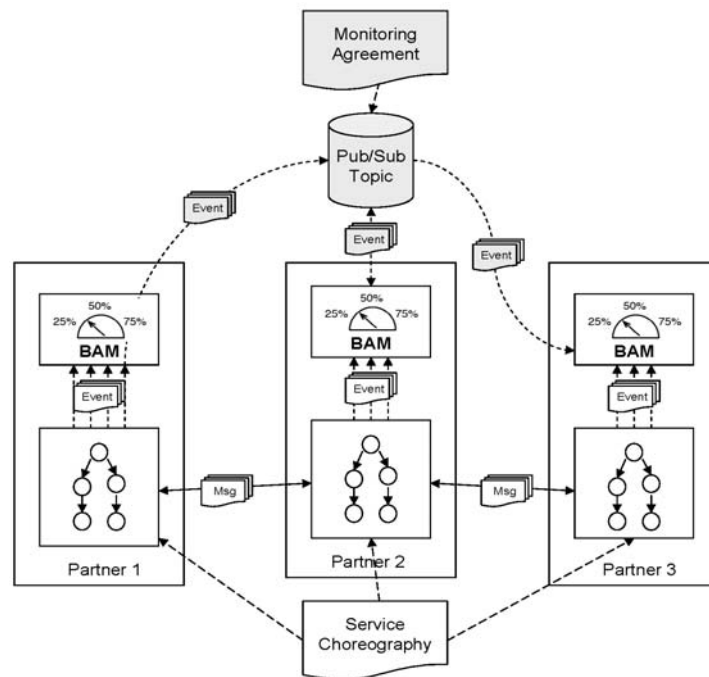 Monitoring
Agreement
Pub/Sub
Topic
Event
Event
Event
50%
25% 75%
BAM
50%
25% 75%
BAM
50%
25% 75%
BAM
Event
Event
Event
Msg
Msg
Partner 1
Partner 2
Partner 3
Service
Choreography